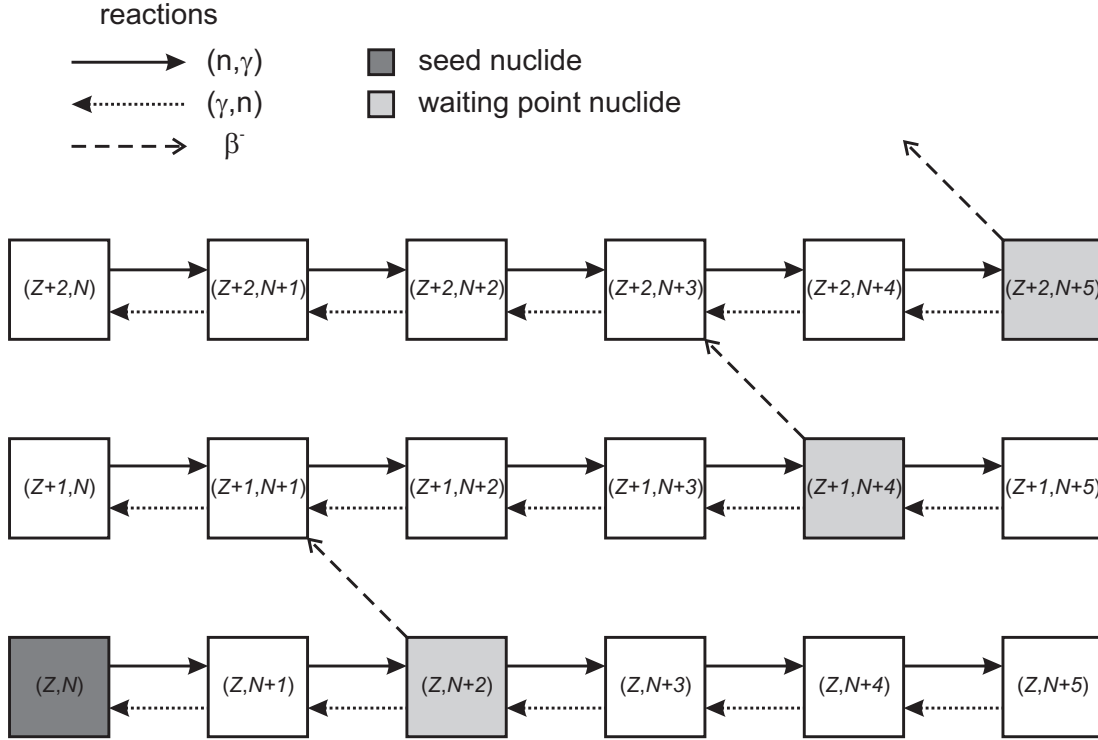 reactions
(n,γ)
seed nuclide
(γ,n)
waiting point nuclide
β⁻
(Z+2,N) (Z+2,N+1) (Z+2,N+2) (Z+2,N+3) (Z+2,N+4) (Z+2,N+5)
(Z+1,N) (Z+1,N+1) (Z+1,N+2) (Z+1,N+3) (Z+1,N+4) (Z+1,N+5)
(Z,N) (Z,N+1) (Z,N+2) (Z,N+3) (Z,N+4) (Z,N+5)